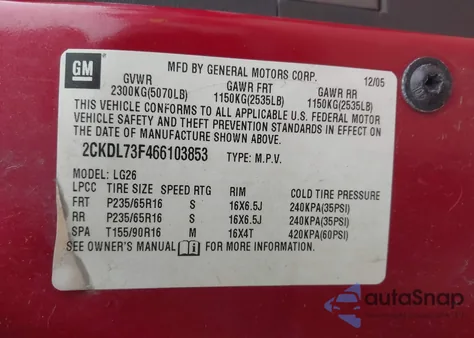 GM
MFD BY GENERAL MOTORS CORP. 12/05
GVWR GAWR FRT GAWR RR
2300KG(5070LB) 1150KG(2535LB) 1150KG(2535LB)
THIS VEHICLE CONFORMS TO ALL APPLICABLE U.S. FEDERAL MOTOR
VEHICLE SAFETY AND THEFT PREVENTION STANDARDS IN EFFECT ON
THE DATE OF MANUFACTURE SHOWN ABOVE.
2CKDL73F466103853 TYPE: M.P.V.
MODEL: LG26
LPCC TIRE SIZE SPEED RTG RIM COLD TIRE PRESSURE
FRT P235/65R16 S 16X6.5J 240KPA(35PSI)
RR P235/65R16 S 16X6.5J 240KPA(35PSI)
SPA T155/90R16 M 16X4T 420KPA(60PSI)
SEE OWNER'S MANUAL FOR MORE INFORMATION
autoSnap